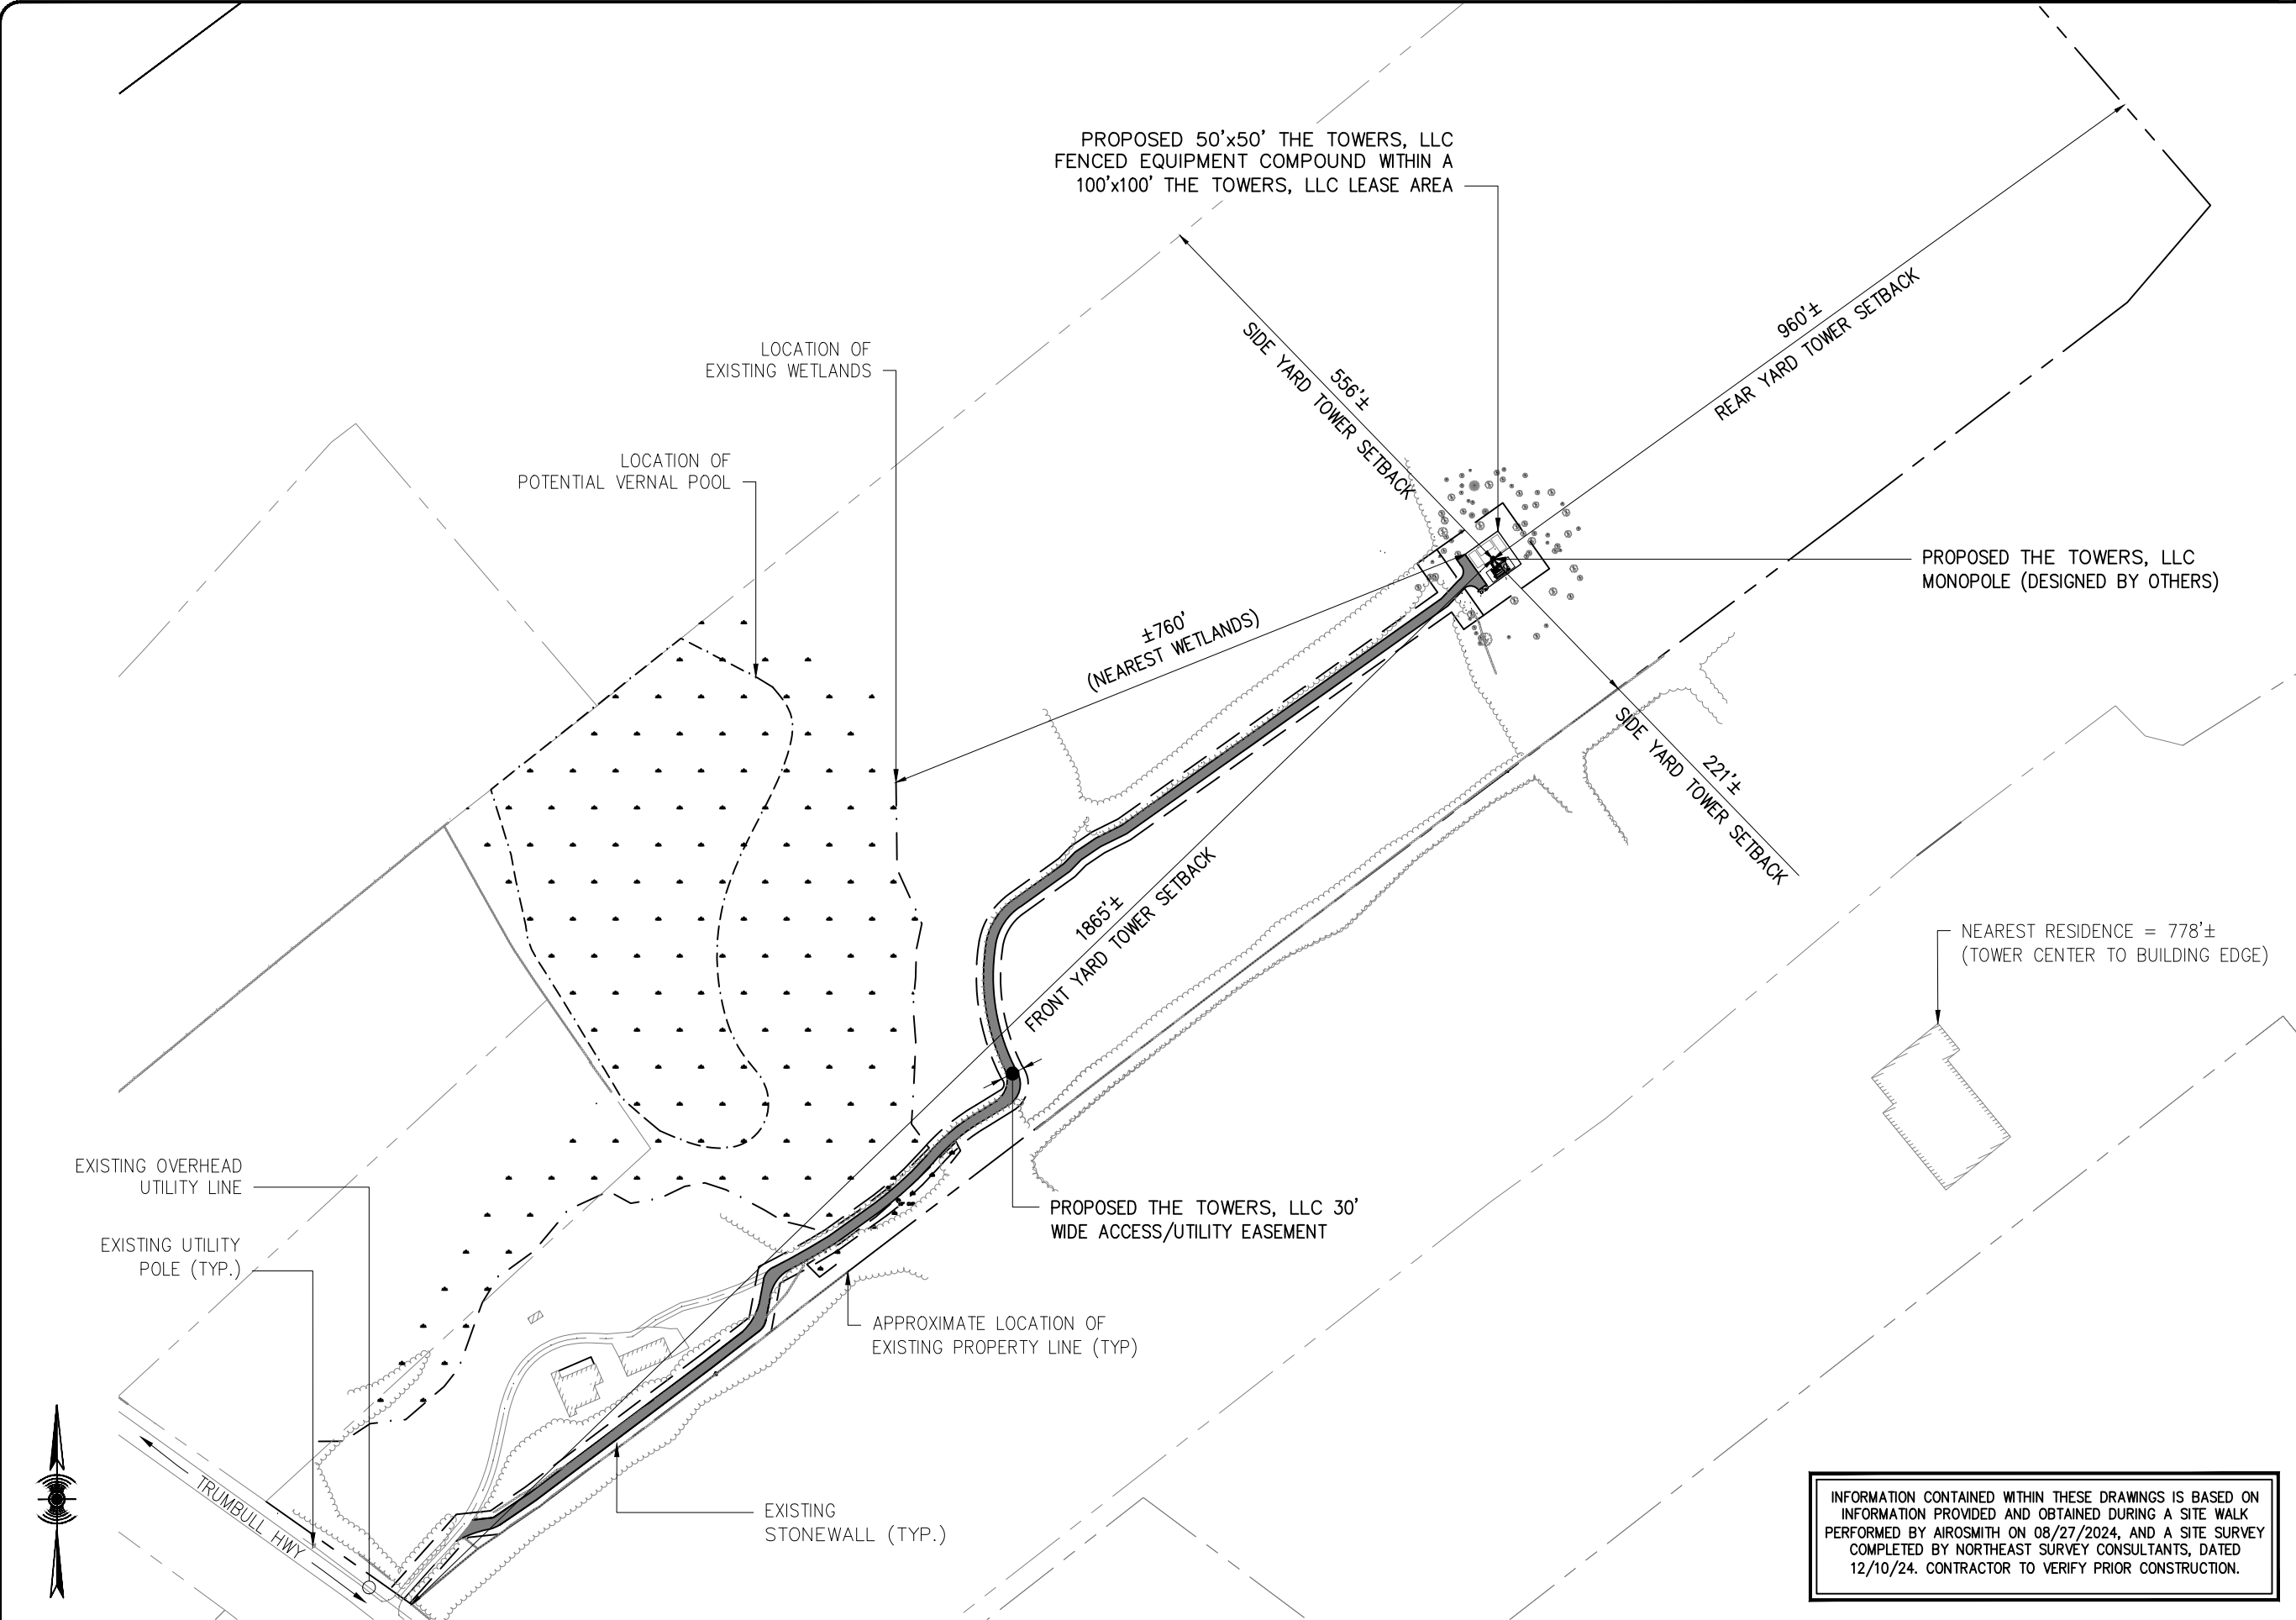 PROPOSED 50'x50' THE TOWERS, LLC
FENCED EQUIPMENT COMPOUND WITHIN A
100'x100' THE TOWERS, LLC LEASE AREA
960'±
REAR YARD TOWER SETBACK
556'±
SIDE YARD TOWER SETBACK
LOCATION OF
EXISTING WETLANDS
LOCATION OF
POTENTIAL VERNAL POOL
PROPOSED THE TOWERS, LLC
MONOPOLE (DESIGNED BY OTHERS)
±760'
(NEAREST WETLANDS)
221'±
SIDE YARD TOWER SETBACK
1865'±
FRONT YARD TOWER SETBACK
NEAREST RESIDENCE = 778'±
(TOWER CENTER TO BUILDING EDGE)
EXISTING OVERHEAD
UTILITY LINE
PROPOSED THE TOWERS, LLC 30'
WIDE ACCESS/UTILITY EASEMENT
EXISTING UTILITY
POLE (TYP.)
APPROXIMATE LOCATION OF
EXISTING PROPERTY LINE (TYP)
TRUMBULL HWY
EXISTING
STONEWALL (TYP.)
INFORMATION CONTAINED WITHIN THESE DRAWINGS IS BASED ON
INFORMATION PROVIDED AND OBTAINED DURING A SITE WALK
PERFORMED BY AIROSMITH ON 08/27/2024, AND A SITE SURVEY
COMPLETED BY NORTHEAST SURVEY CONSULTANTS, DATED
12/10/24. CONTRACTOR TO VERIFY PRIOR CONSTRUCTION.